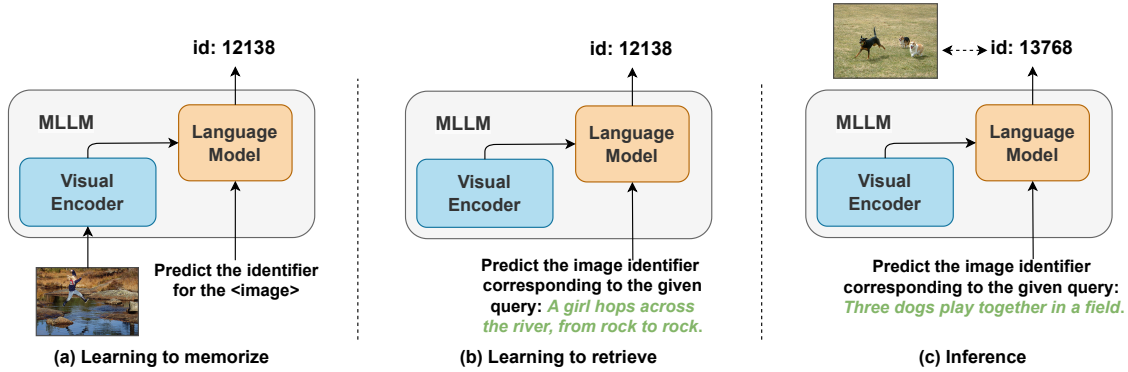 id: 12138
MLLM
Language
Model
Visual
Encoder
Predict the identifier
for the <image>
(a) Learning to memorize
id: 12138
MLLM
Language
Model
Visual
Encoder
Predict the image identifier
corresponding to the given
query: A girl hops across
the river, from rock to rock.
(b) Learning to retrieve
id: 13768
MLLM
Language
Model
Visual
Encoder
Predict the image identifier
corresponding to the given query:
Three dogs play together in a field.
(c) Inference